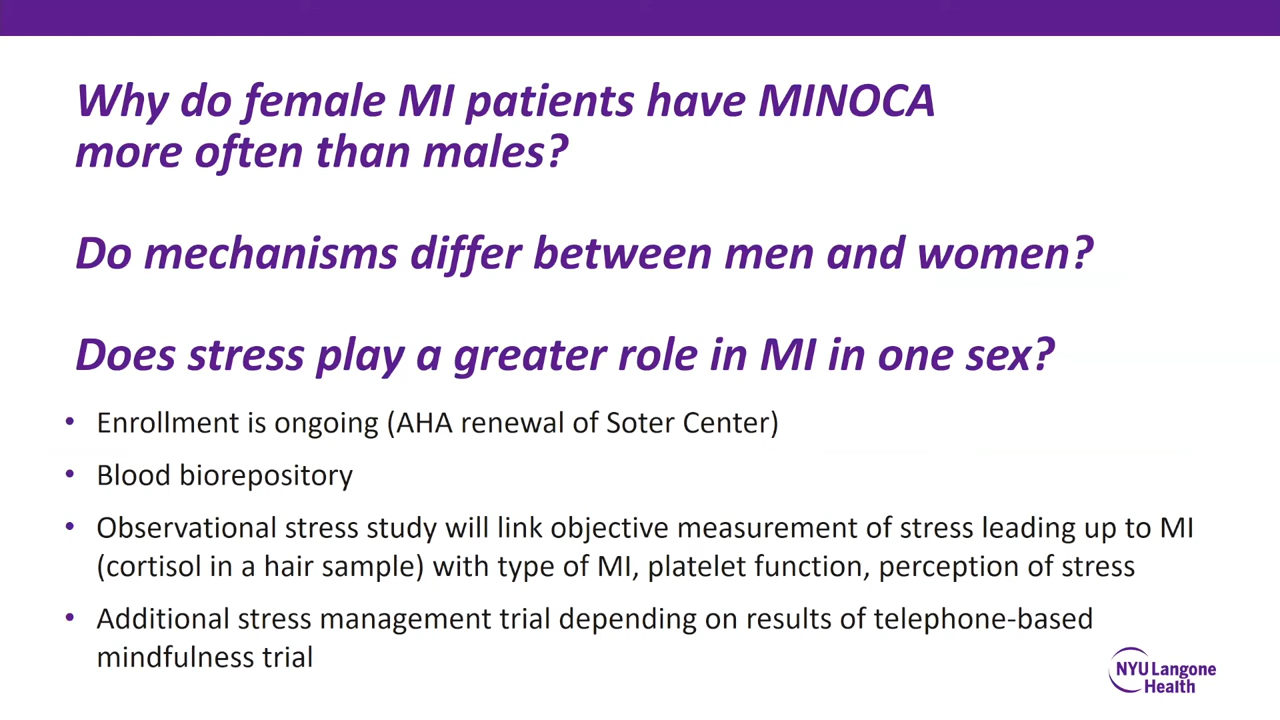 Why do female MI patients have MINOCA
more often than males?
Do mechanisms differ between men and women?
Does stress play a greater role in MI in one sex?
• Enrollment is ongoing (AHA renewal of Soter Center)
• Blood biorepository
• Observational stress study will link objective measurement of stress leading up to MI
(cortisol in a hair sample) with type of MI, platelet function, perception of stress
• Additional stress management trial depending on results of telephone-based
mindfulness trial
NYU Langone
Health